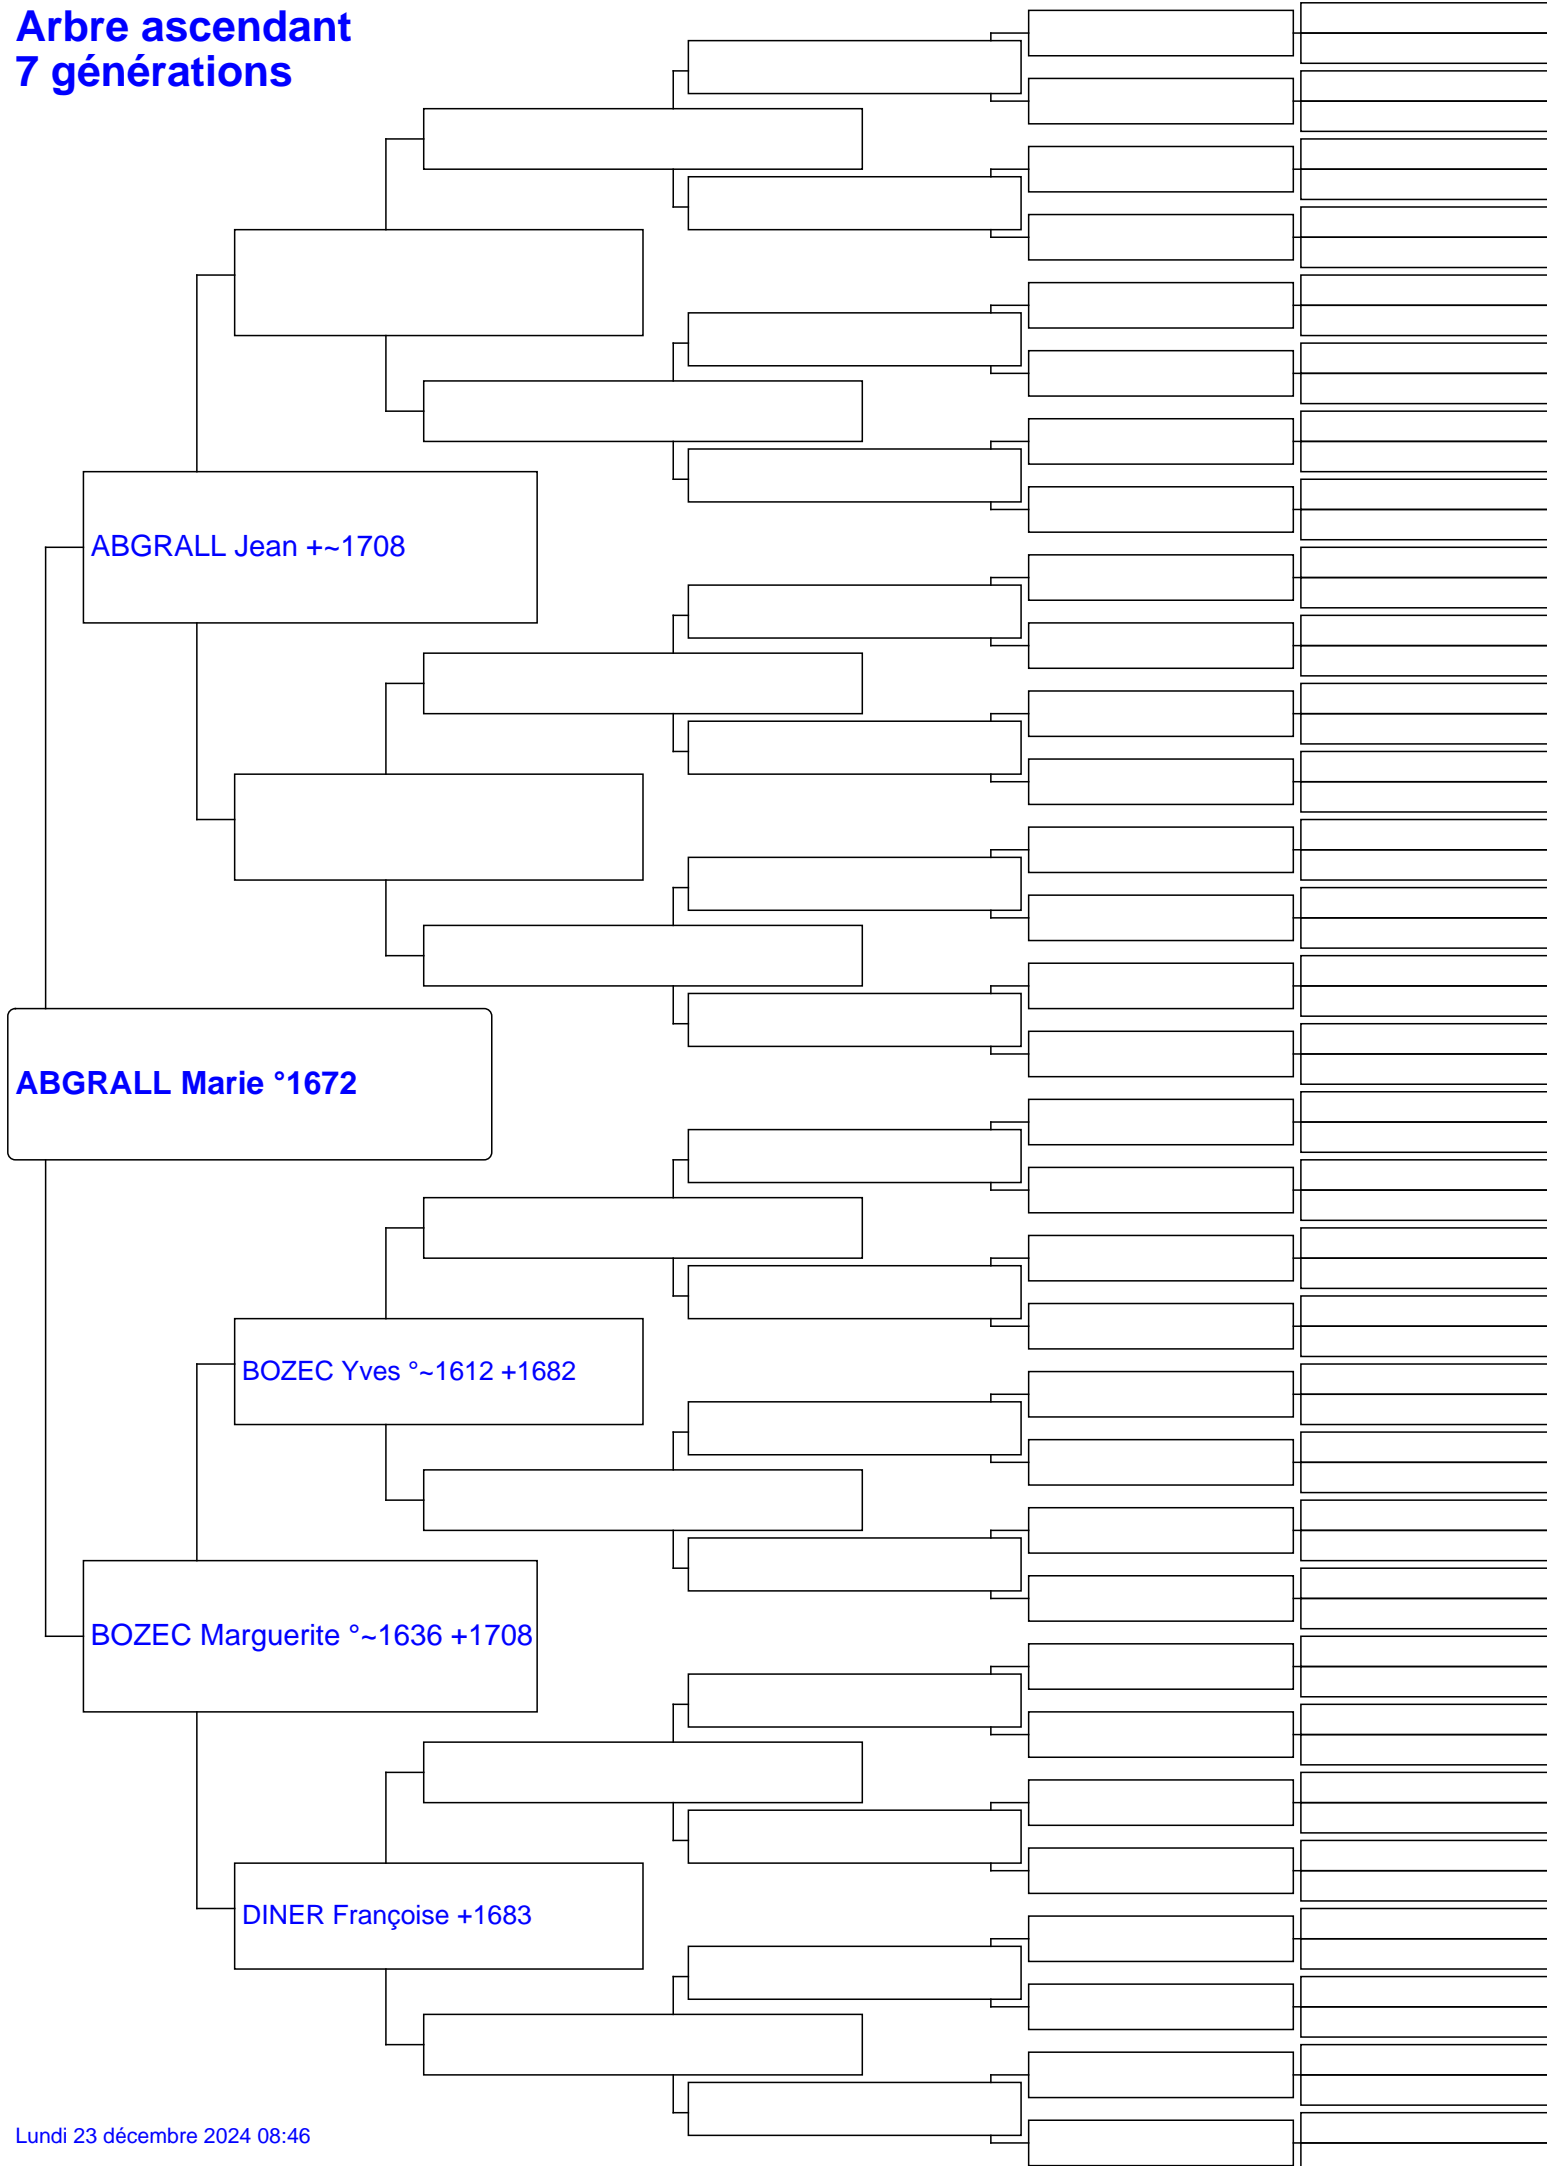 Arbre ascendant
7 générations
ABGRALL Jean +~1708
ABGRALL Marie °1672
BOZEC Yves °~1612 +1682
BOZEC Marguerite °~1636 +1708
DINER Françoise +1683
Lundi 23 décembre 2024 08:46